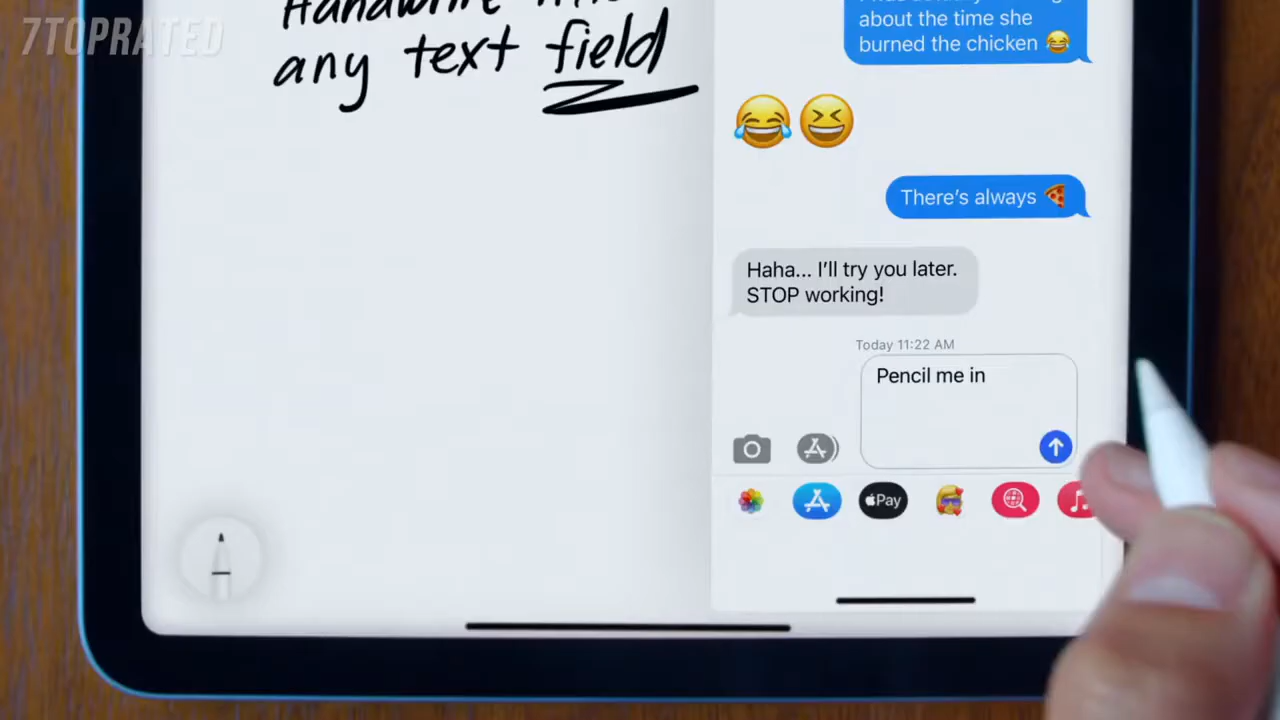 7TOPRATED
any text field
about the time she
burned the chicken 😂
😂😆
There's always 🍕
Haha... I'll try you later.
STOP working!
Today 11:22 AM
Pencil me in
Pay